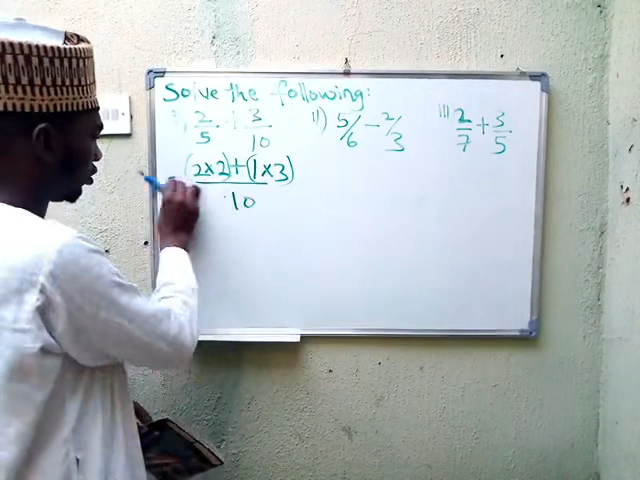 Solve the following:
i) 2/5 + 3/10 ii) 5/6 - 2/3 iii) 2/7 + 3/5
(2x2)+(1x3)
10